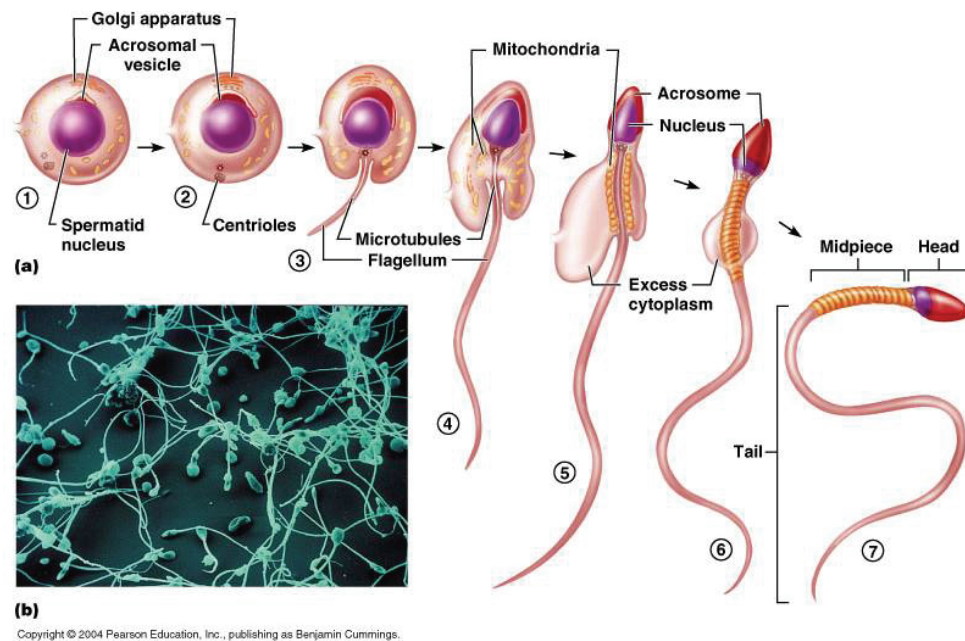 Golgi apparatus
Acrosomal
vesicle
Mitochondria
Acrosome
Nucleus
1
2
Spermatid
nucleus
Centrioles
3
Microtubules
Flagellum
(a)
Excess
cytoplasm
Midpiece
Head
4
5
Tail
6
7
(b)
Copyright © 2004 Pearson Education, Inc., publishing as Benjamin Cummings.